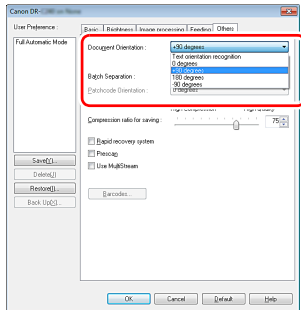 Canon DR-
User Preference :
Full Automatic Mode
Basic Brightness Image processing Feeding Others
Document Orientation : +90 degrees
Text orientation recognition
0 degrees
+90 degrees
180 degrees
-90 degrees
Batch Separation :
Patchcode Orientation : 0 degrees
High compression High quality
Compression ratio for saving : 75
Rapid recovery system
Prescan
Use MultiStream
Barcodes...
Save(Y)...
Delete(J)
Restore(I)...
Back Up(X)...
OK Cancel Default Help